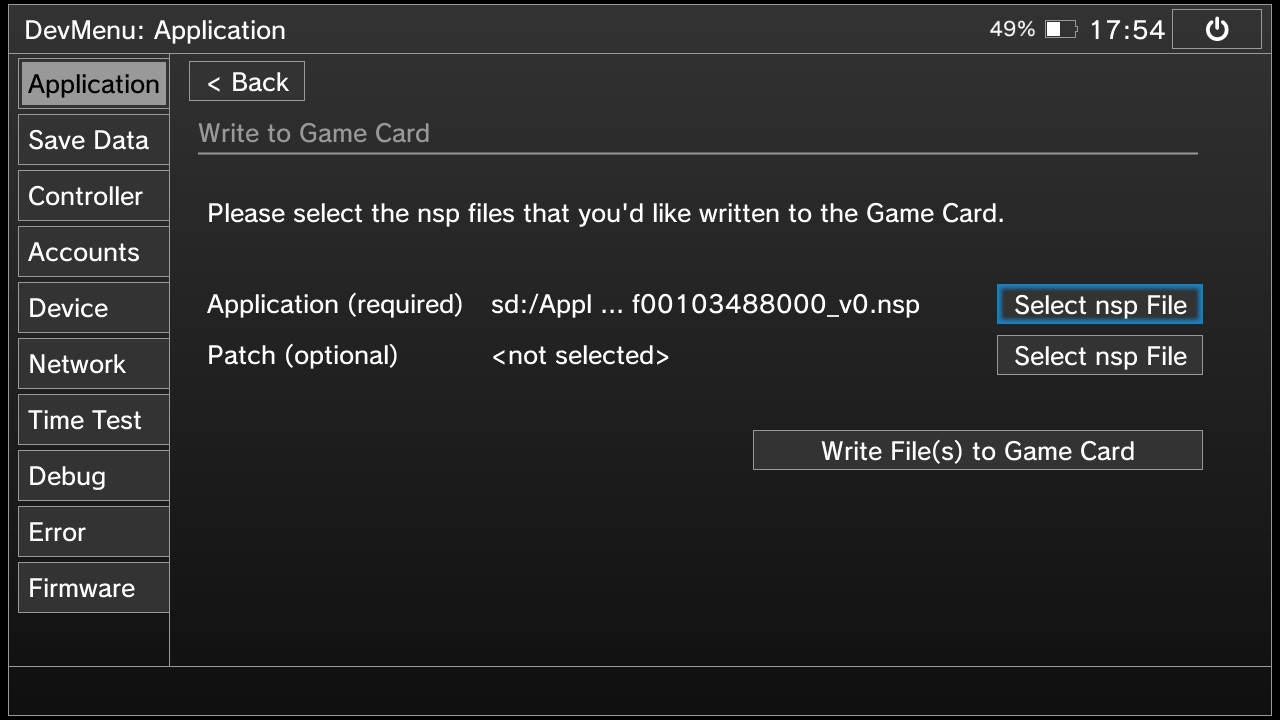 DevMenu: Application
49%
17:54
Application
Save Data
Controller
Accounts
Device
Network
Time Test
Debug
Error
Firmware
< Back
Write to Game Card
Please select the nsp files that you'd like written to the Game Card.
Application (required) sd:/Appl ... f00103488000_v0.nsp Select nsp File
Patch (optional) <not selected> Select nsp File
Write File(s) to Game Card